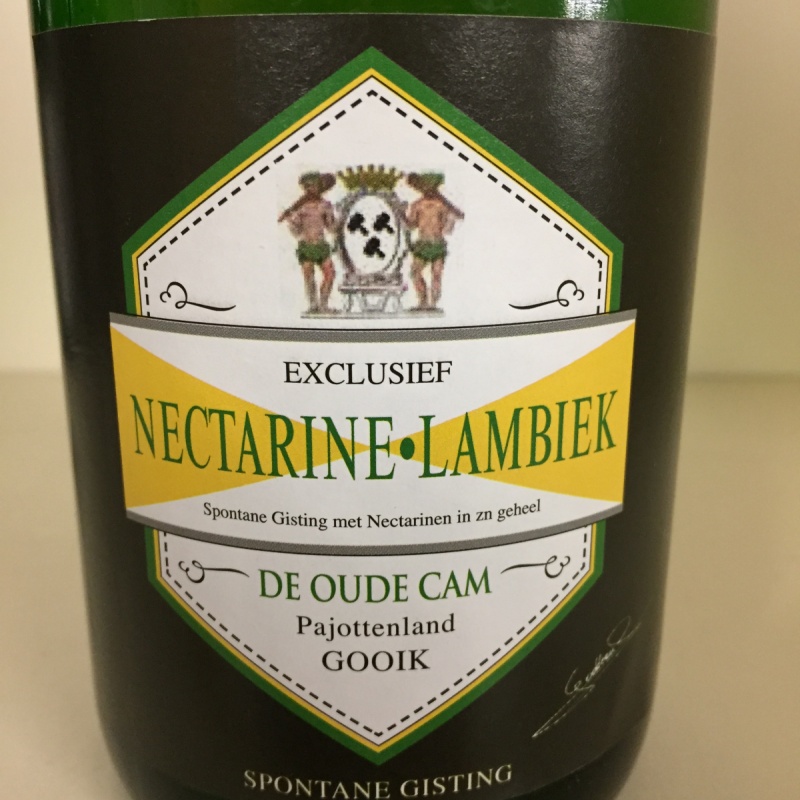 EXCLUSIEF
NECTARINE•LAMBIEK
Spontane Gisting met Nectarinen in zn geheel
DE OUDE CAM
Pajottenland
GOOIK
SPONTANE GISTING